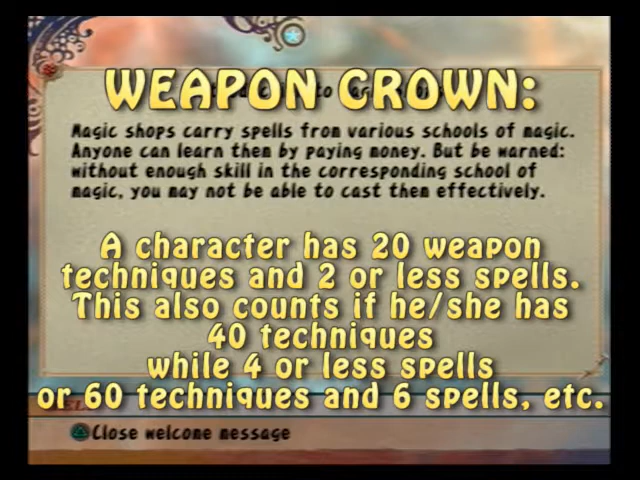 WEAPON CROWN:
Magic shops carry spells from various schools of magic.
Anyone can learn them by paying money. But be warned:
without enough skill in the corresponding school of
magic, you may not be able to cast them effectively.
A character has 20 weapon
techniques and 2 or less spells.
This also counts if he/she has
40 techniques
while 4 or less spells
or 60 techniques and 6 spells, etc.
Close welcome message